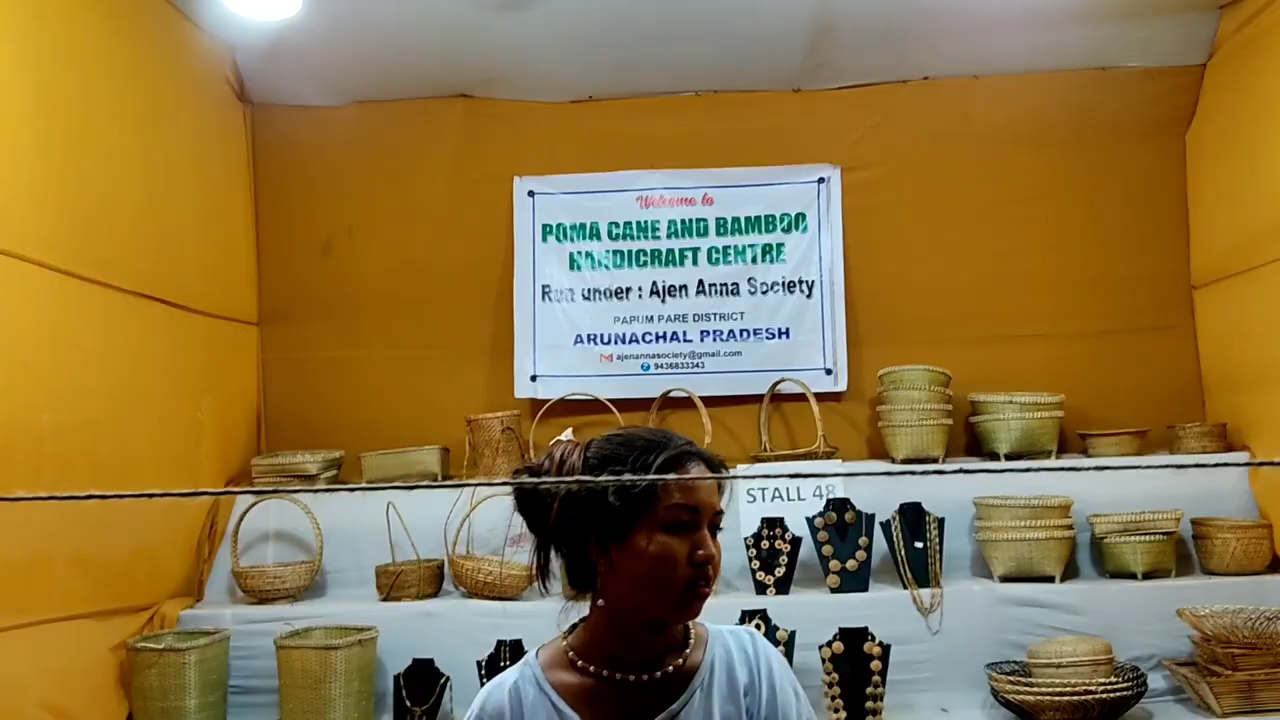 Welcome to
POMA CANE AND BAMBOO
HANDICRAFT CENTRE
Run under : Ajen Anna Society
PAPUM PARE DISTRICT
ARUNACHAL PRADESH
ajenannasociety@gmail.com
9436833343
STALL 48